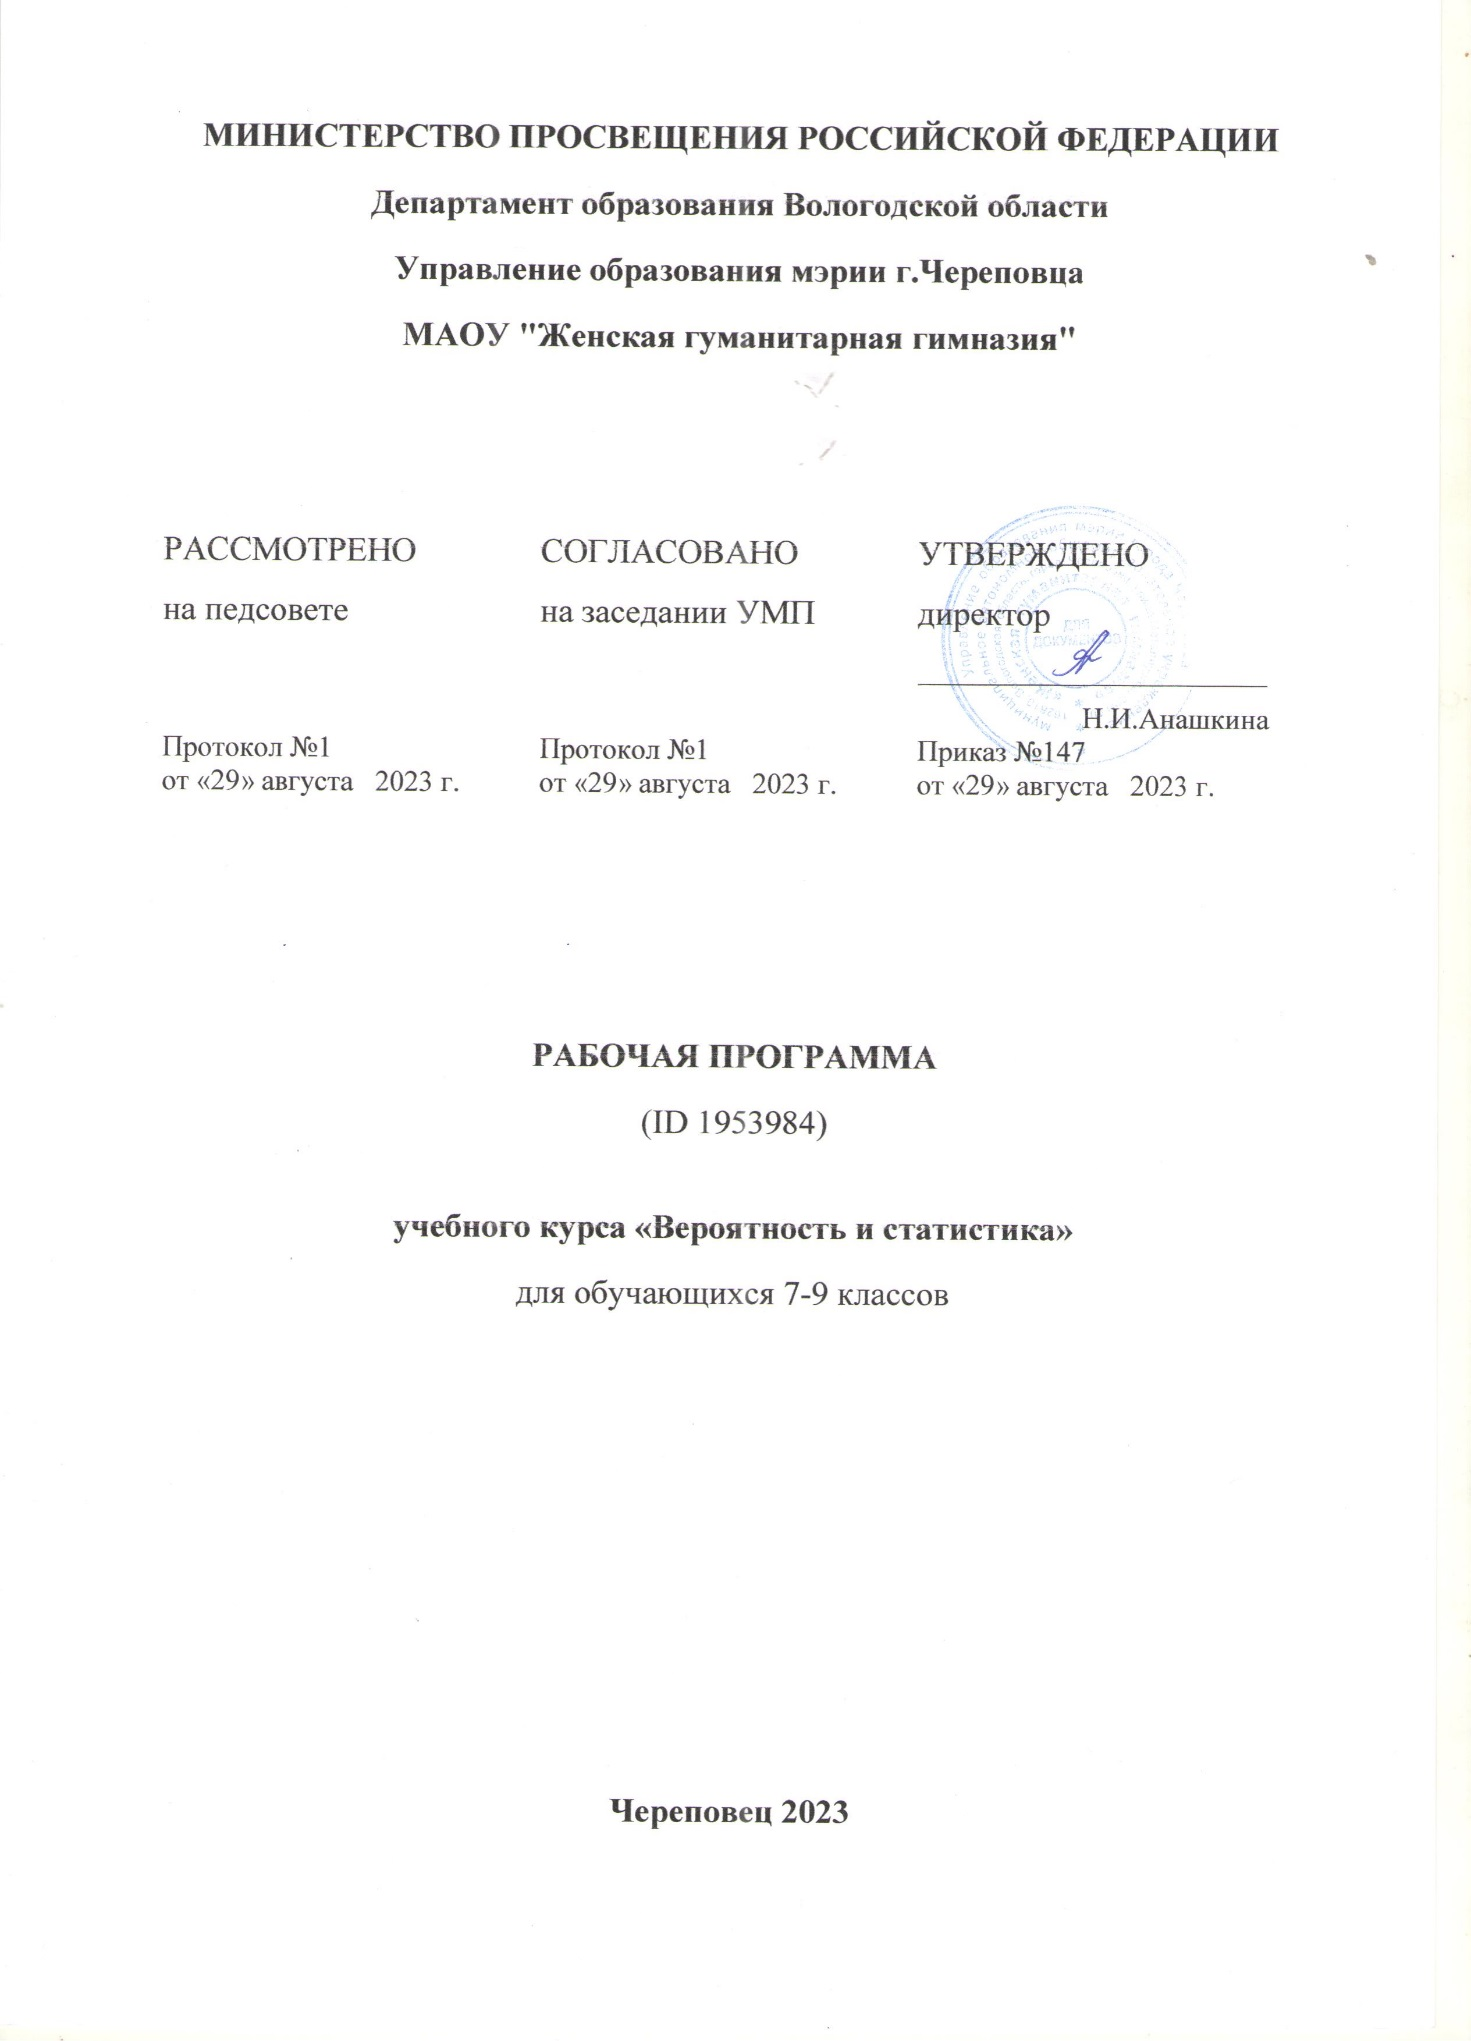 МИНИСТЕРСТВО ПРОСВЕЩЕНИЯ РОССИЙСКОЙ ФЕДЕРАЦИИ
Департамент образования Вологодской области
Управление образования мэрии г.Череповца
МАОУ "Женская гуманитарная гимназия"
РАССМОТРЕНО
на педсовете
Протокол №1
от «29» августа 2023 г.
СОГЛАСОВАНО
на заседании УМП
Протокол №1
от «29» августа 2023 г.
УТВЕРЖДЕНО
директор
ДЛЯ
ДОКУМЕНТОВ
Н.И.Анашкина
Приказ №147
от «29» августа 2023 г.
РАБОЧАЯ ПРОГРАММА
(ID 1953984)
учебного курса «Вероятность и статистика»
для обучающихся 7-9 классов
Череповец 2023